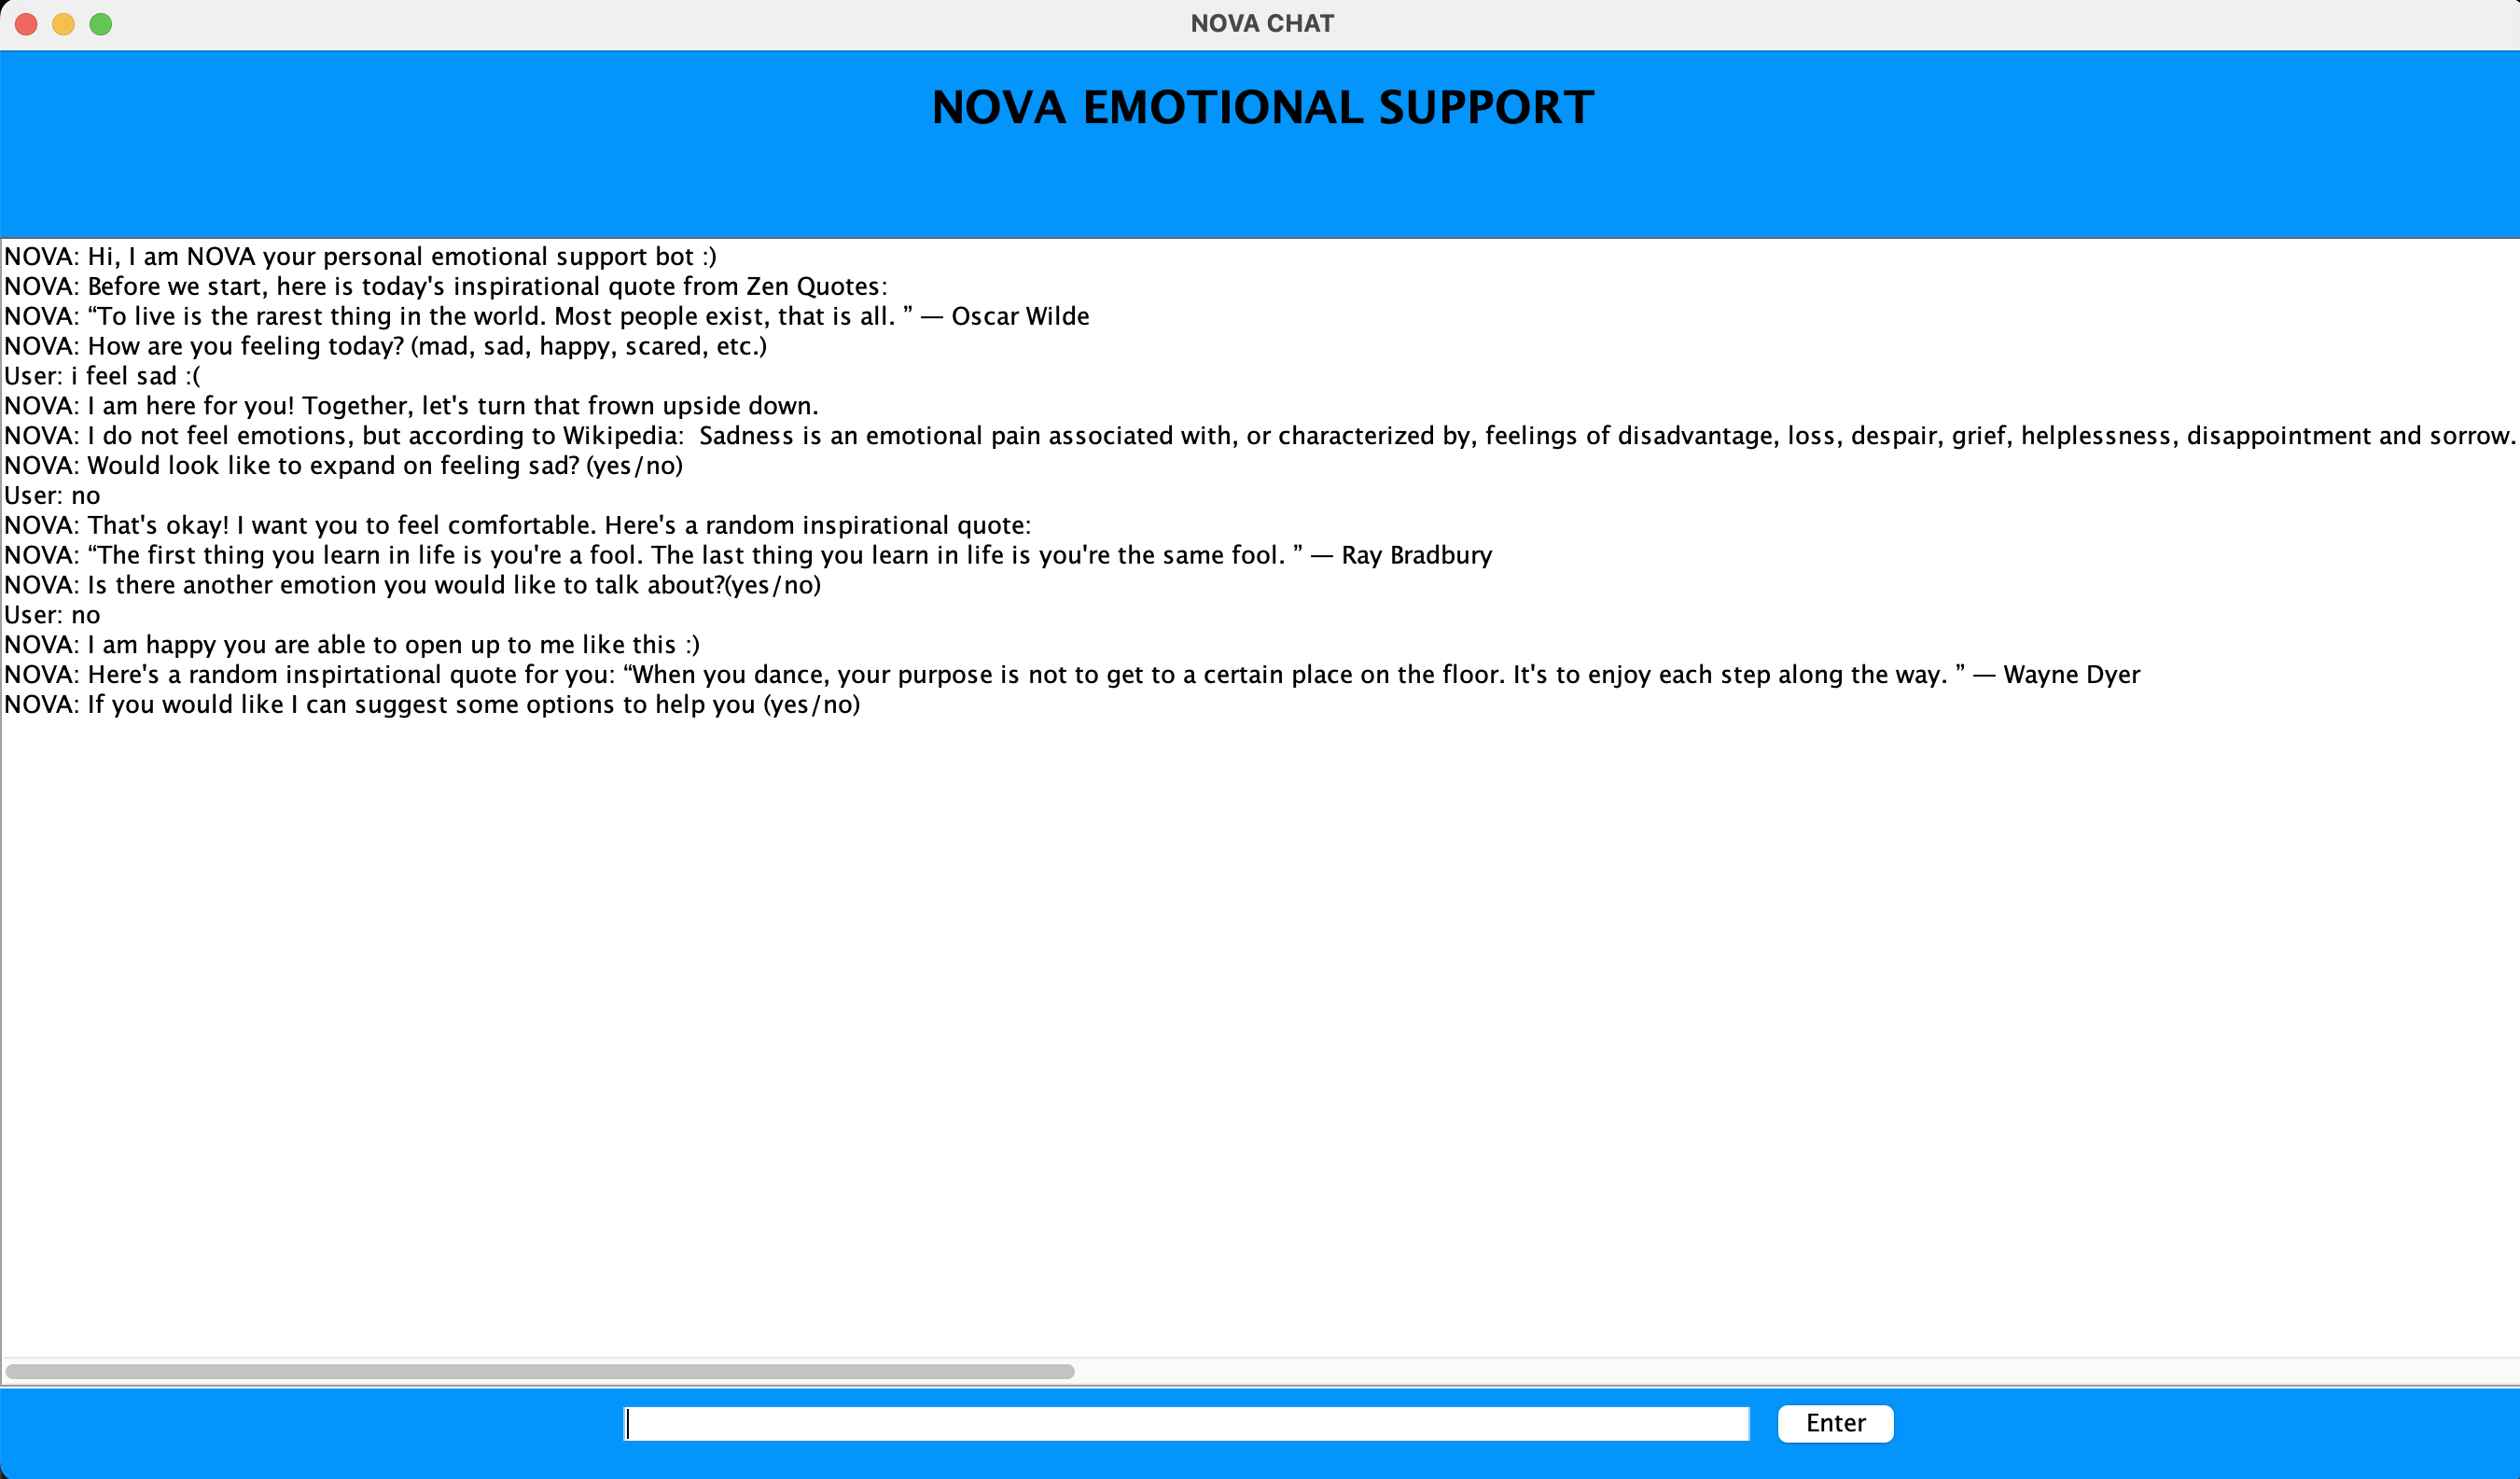 NOVA CHAT
NOVA EMOTIONAL SUPPORT
NOVA: Hi, I am NOVA your personal emotional support bot :)
NOVA: Before we start, here is today's inspirational quote from Zen Quotes:
NOVA: “To live is the rarest thing in the world. Most people exist, that is all. ” — Oscar Wilde
NOVA: How are you feeling today? (mad, sad, happy, scared, etc.)
User: i feel sad :(
NOVA: I am here for you! Together, let's turn that frown upside down.
NOVA: I do not feel emotions, but according to Wikipedia:  Sadness is an emotional pain associated with, or characterized by, feelings of disadvantage, loss, despair, grief, helplessness, disappointment and sorrow.
NOVA: Would look like to expand on feeling sad? (yes/no)
User: no
NOVA: That's okay! I want you to feel comfortable. Here's a random inspirational quote:
NOVA: “The first thing you learn in life is you're a fool. The last thing you learn in life is you're the same fool. ” — Ray Bradbury
NOVA: Is there another emotion you would like to talk about?(yes/no)
User: no
NOVA: I am happy you are able to open up to me like this :)
NOVA: Here's a random inspirtational quote for you: “When you dance, your purpose is not to get to a certain place on the floor. It's to enjoy each step along the way. ” — Wayne Dyer
NOVA: If you would like I can suggest some options to help you (yes/no)
Enter